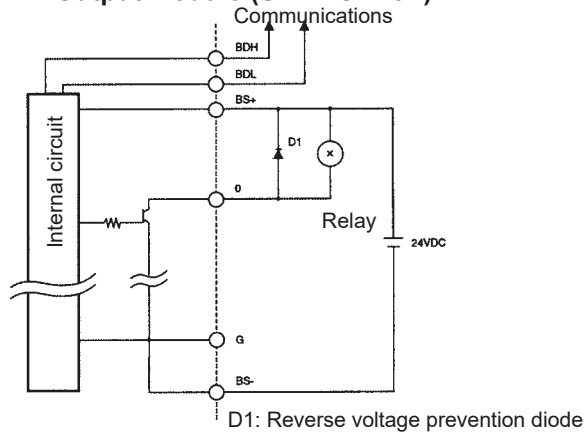 Communications
BDH
BDL
BS+
D1
Internal circuit
0
Relay
24VDC
G
BS-
D1: Reverse voltage prevention diode